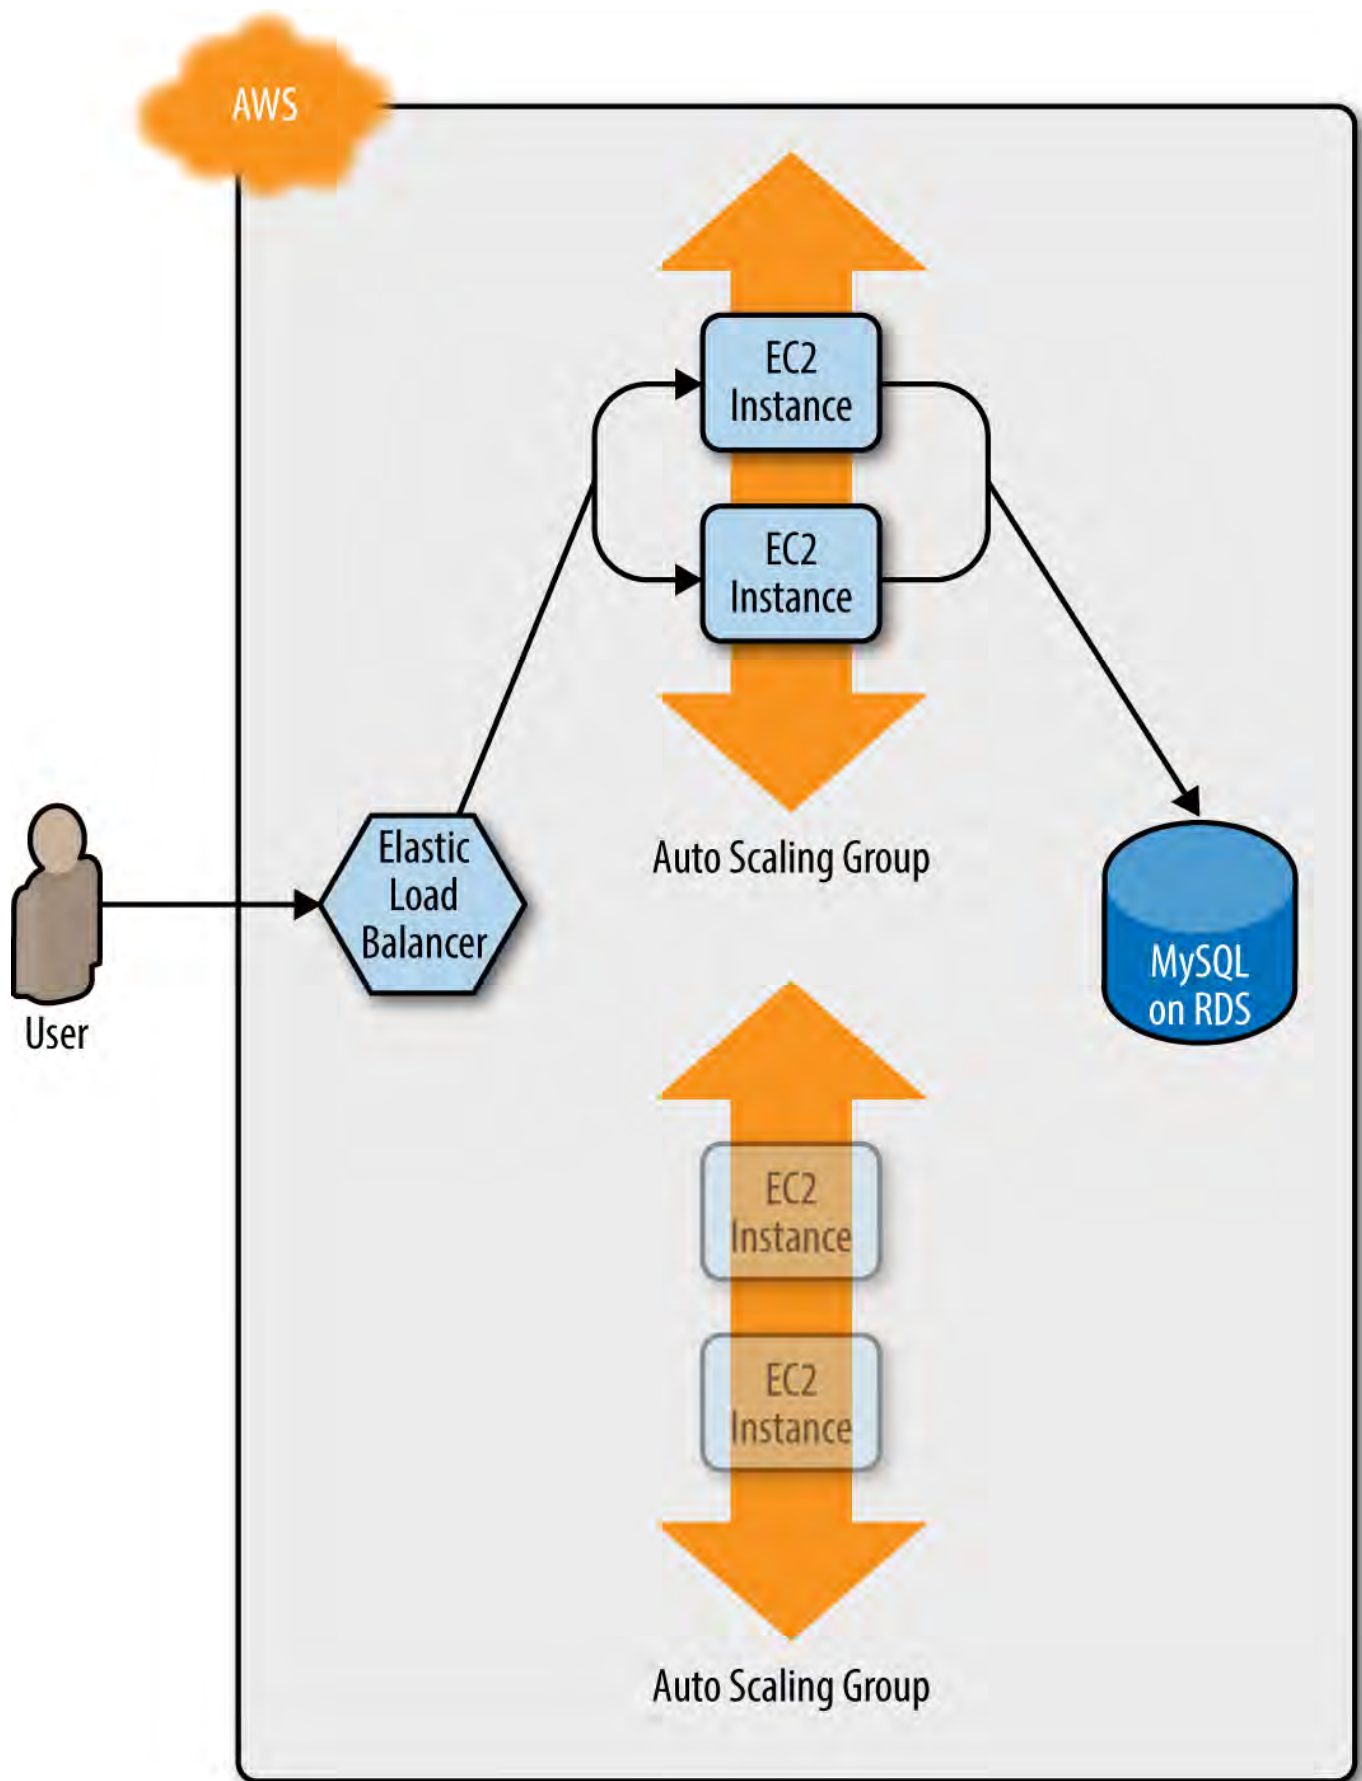 AWS
EC2
Instance
EC2
Instance
Elastic
Load
Balancer
Auto Scaling Group
User
MySQL
on RDS
EC2
Instance
EC2
Instance
Auto Scaling Group